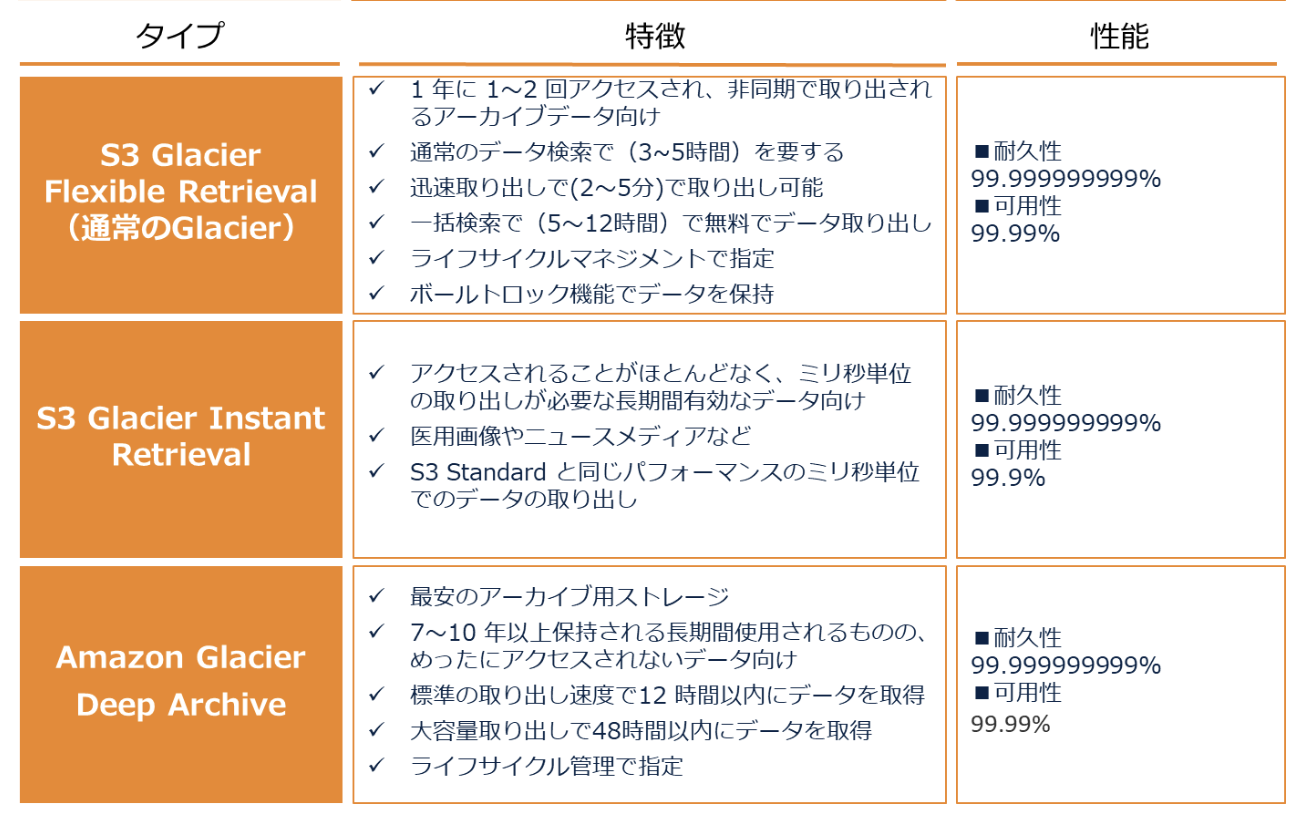 タイプ
特徴
性能
S3 Glacier
Flexible Retrieval
（通常のGlacier）
✓ 1 年に 1～2 回アクセスされ、非同期で取り出され
るアーカイブデータ向け
✓ 通常のデータ検索で（3~5時間）を要する
✓ 迅速取り出しで(2～5分)で取り出し可能
✓ 一括検索で（5～12時間）で無料でデータ取り出し
✓ ライフサイクルマネジメントで指定
✓ ボールトロック機能でデータを保持
■耐久性
99.999999999%
■可用性
99.99%
S3 Glacier Instant
Retrieval
✓ アクセスされることがほとんどなく、ミリ秒単位
の取り出しが必要な長期間有効なデータ向け
✓ 医用画像やニュースメディアなど
✓ S3 Standard と同じパフォーマンスのミリ秒単位
でのデータの取り出し
■耐久性
99.999999999%
■可用性
99.9%
Amazon Glacier
Deep Archive
✓ 最安のアーカイブ用ストレージ
✓ 7～10 年以上保持される長期間使用されるものの、
めったにアクセスされないデータ向け
✓ 標準の取り出し速度で12 時間以内にデータを取得
✓ 大容量取り出しで48時間以内にデータを取得
✓ ライフサイクル管理で指定
■耐久性
99.999999999%
■可用性
99.99%